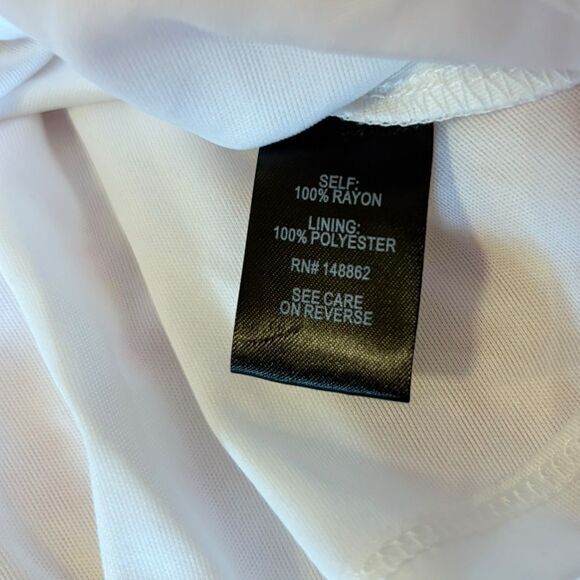 SELF:
100% RAYON
LINING:
100% POLYESTER
RN# 148862
SEE CARE
ON REVERSE